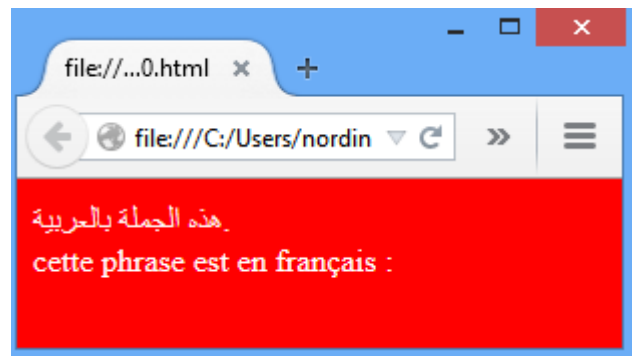 file://...0.html
file:///C:/Users/nordin
هذه الجملة بالعربية.
cette phrase est en français :